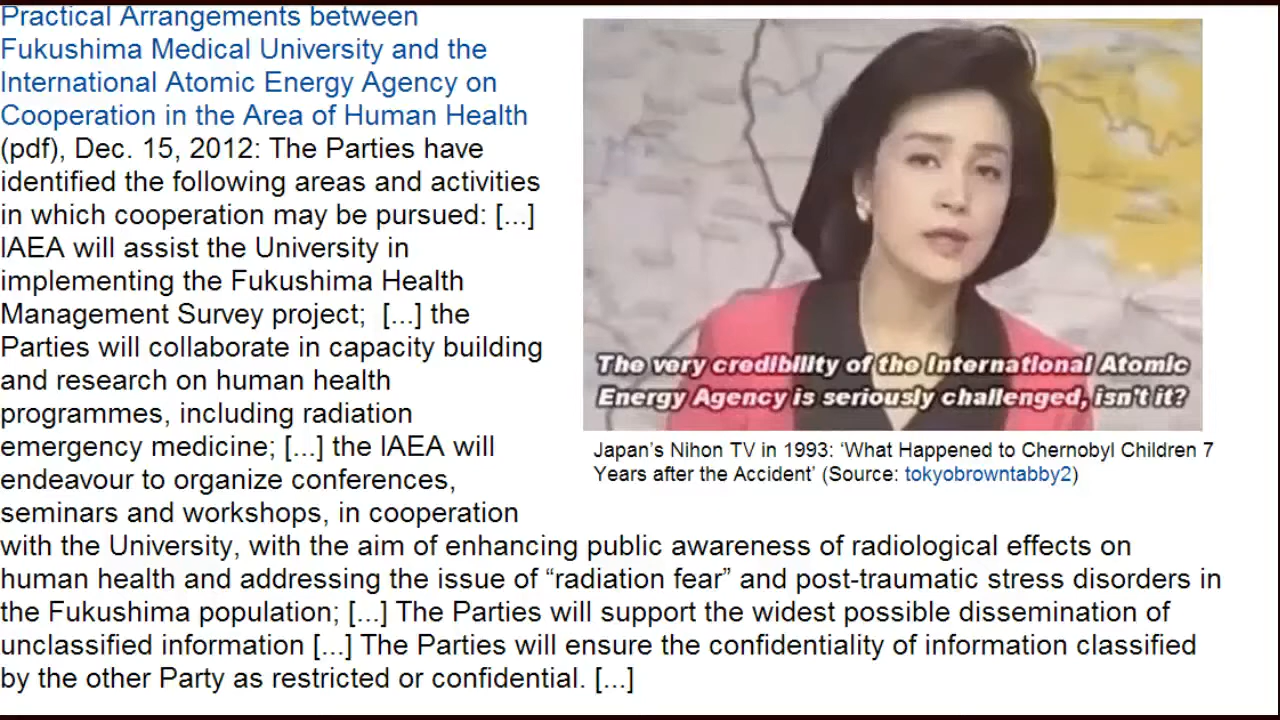 Practical Arrangements between
Fukushima Medical University and the
International Atomic Energy Agency on
Cooperation in the Area of Human Health
(pdf), Dec. 15, 2012: The Parties have
identified the following areas and activities
in which cooperation may be pursued: [...]
IAEA will assist the University in
implementing the Fukushima Health
Management Survey project;  [...] the
Parties will collaborate in capacity building
and research on human health
programmes, including radiation
emergency medicine; [...] the IAEA will
endeavour to organize conferences,
seminars and workshops, in cooperation
with the University, with the aim of enhancing public awareness of radiological effects on
human health and addressing the issue of “radiation fear” and post-traumatic stress disorders in
the Fukushima population; [...] The Parties will support the widest possible dissemination of
unclassified information [...] The Parties will ensure the confidentiality of information classified
by the other Party as restricted or confidential. [...]
The very credibility of the International Atomic
Energy Agency is seriously challenged, isn't it?
Japan’s Nihon TV in 1993: ‘What Happened to Chernobyl Children 7
Years after the Accident’ (Source: tokyobrowntabby2)